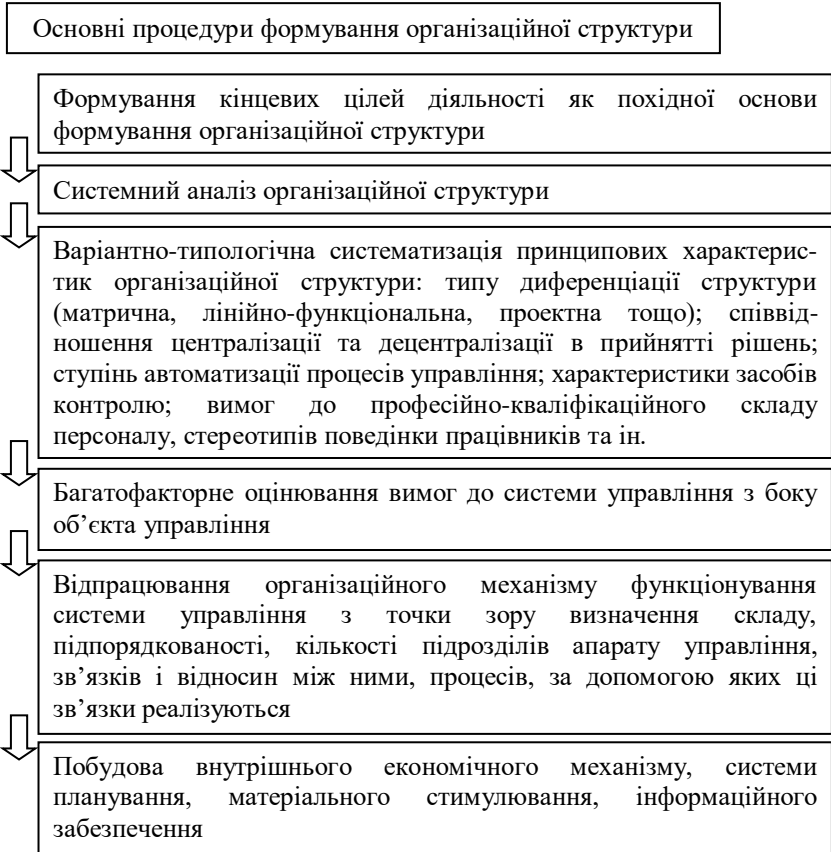 Основні процедури формування організаційної структури
Формування кінцевих цілей діяльності як похідної основи
формування організаційної структури
Системний аналіз організаційної структури
Варіантно-типологічна систематизація принципових характерис-
тик організаційної структури: типу диференціації структури
(матрична, лінійно-функціональна, проектна тощо); співвід-
ношення централізації та децентралізації в прийнятті рішень;
ступінь автоматизації процесів управління; характеристики засобів
контролю; вимог до професійно-кваліфікаційного складу
персоналу, стереотипів поведінки працівників та ін.
Багатофакторне оцінювання вимог до системи управління з боку
об’єкта управління
Відпрацювання організаційного механізму функціонування
системи управління з точки зору визначення складу,
підпорядкованості, кількості підрозділів апарату управління,
зв’язків і відносин між ними, процесів, за допомогою яких ці
зв’язки реалізуються
Побудова внутрішнього економічного механізму, системи
планування, матеріального стимулювання, інформаційного
забезпечення